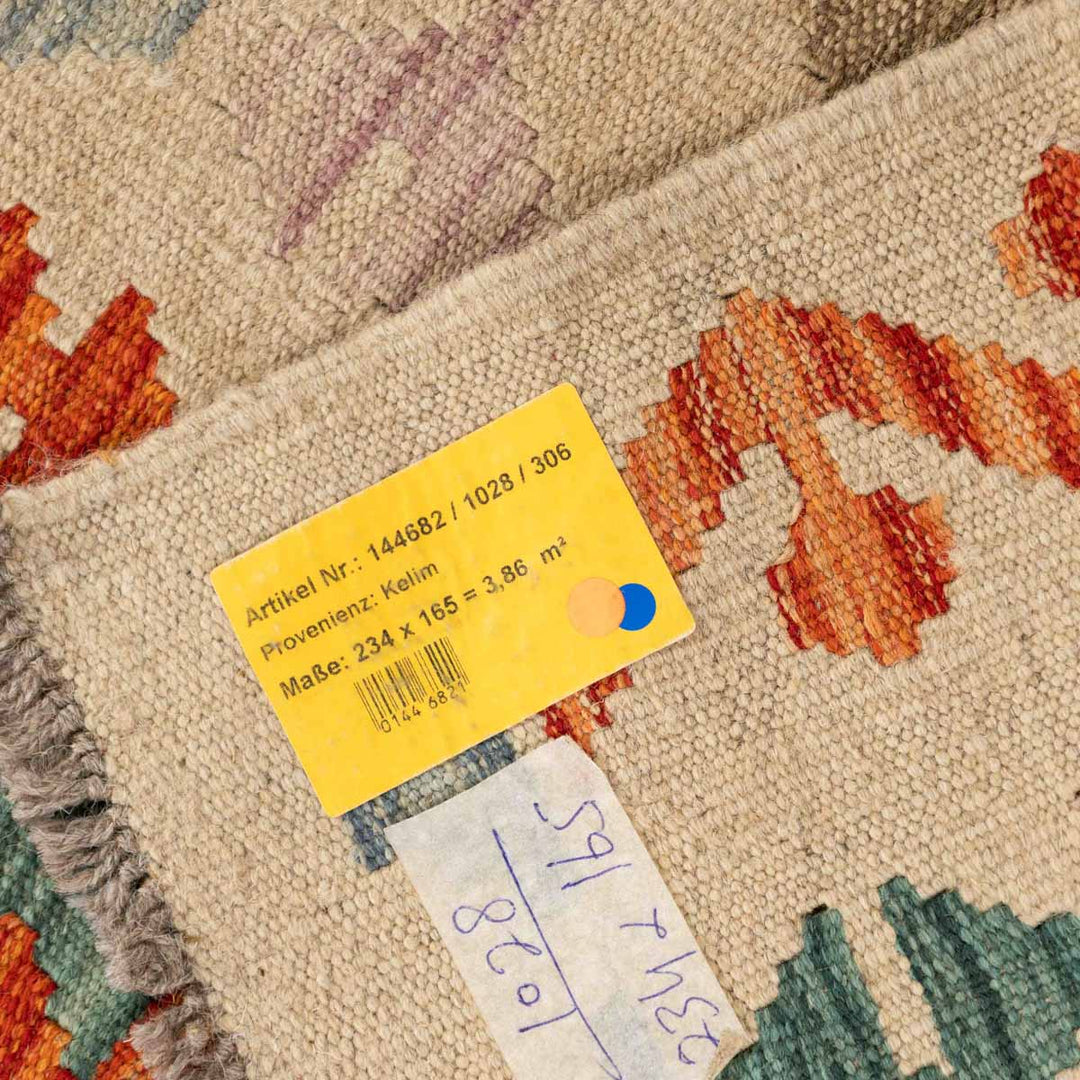 Artikel Nr.: 144682 / 1028 / 306
Provenienz: Kelim
Maße: 234 x 165 = 3,86 m²
0144 6821
234 x 165
1028